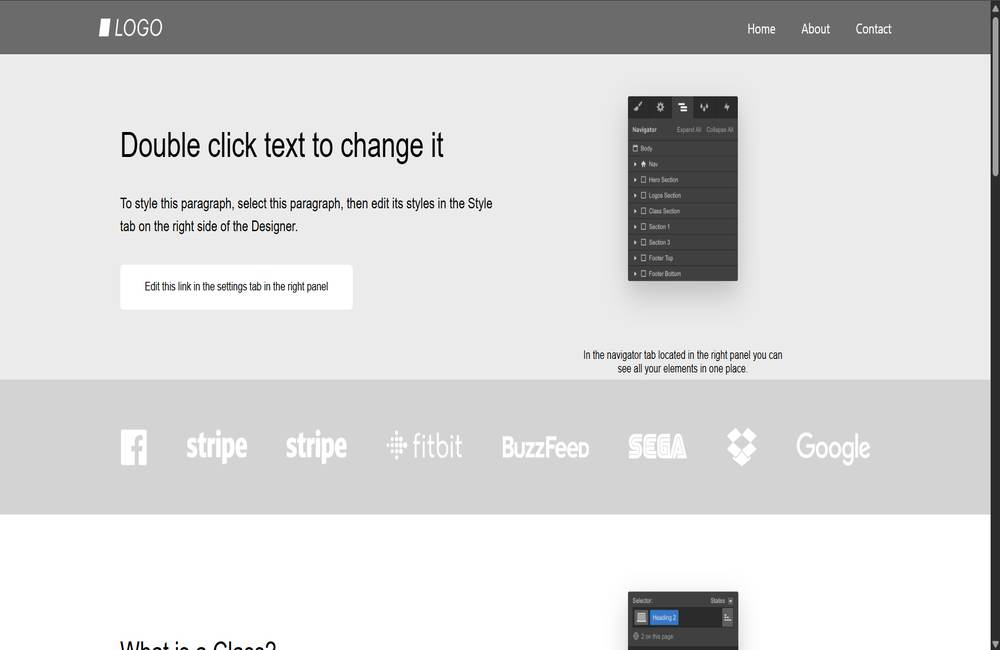 LOGO
Home About Contact
Double click text to change it
To style this paragraph, select this paragraph, then edit its styles in the Style
tab on the right side of the Designer.
Edit this link in the settings tab in the right panel
Navigator Expand All Collapse All
Body
Nav
Hero Section
Logos Section
Class Section
Section 1
Section 3
Footer Top
Footer Bottom
In the navigator tab located in the right panel you can
see all your elements in one place.
stripe stripe fitbit BuzzFeed SEGA Google
What is a Class?
Selector: States
Heading 2
2 on this page